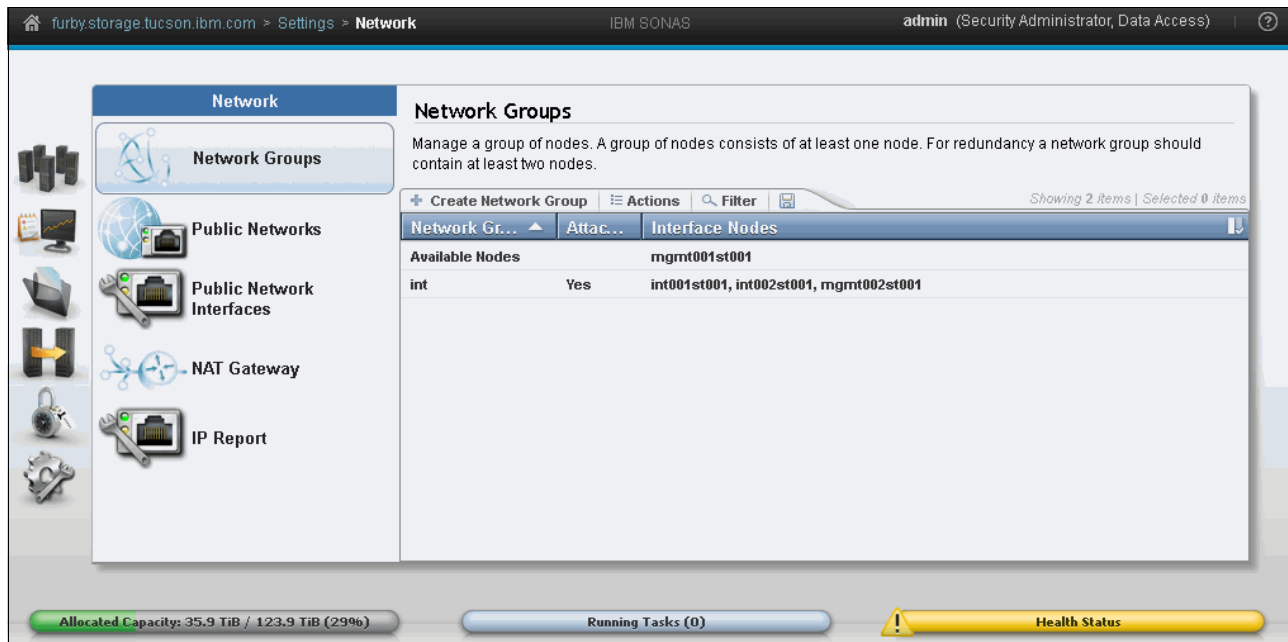 furby.storage.tucson.ibm.com > Settings > Network
IBM SONAS
admin (Security Administrator, Data Access)
?
Network
Network Groups
Public Networks
Public Network
Interfaces
NAT Gateway
IP Report
Network Groups
Manage a group of nodes. A group of nodes consists of at least one node. For redundancy a network group should
contain at least two nodes.
Create Network Group
Actions
Filter
Showing 2 items | Selected 0 items
Network Gr... Attac... Interface Nodes
Available Nodes mgmt001st001
int Yes int001st001, int002st001, mgmt002st001
Allocated Capacity: 35.9 TiB / 123.9 TiB (29%)
Running Tasks (0)
Health Status